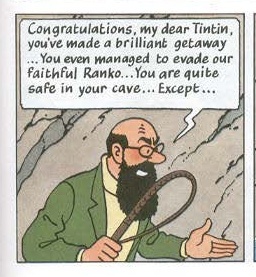 Congratulations, my dear Tintin,
you've made a brilliant getaway
...You even managed to evade our
faithful Ranko...You are quite
safe in your cave... Except...